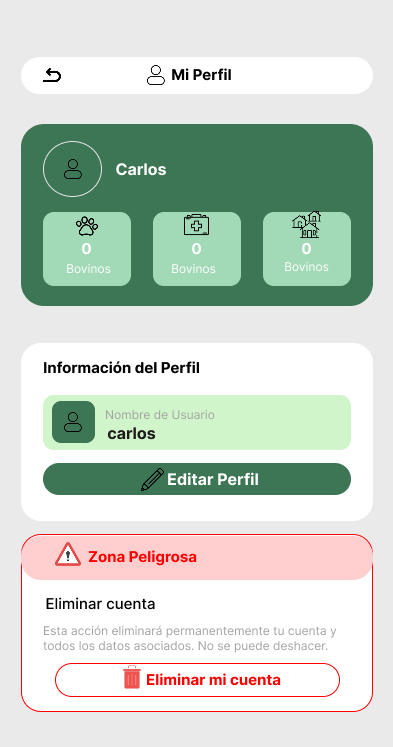 Mi Perfil
Carlos
0
0
0
Bovinos
Bovinos
Bovinos
Información del Perfil
Nombre de Usuario
carlos
Editar Perfil
Zona Peligrosa
Eliminar cuenta
Esta acción eliminará permanentemente tu cuenta y
todos los datos asociados. No se puede deshacer.
Eliminar mi cuenta